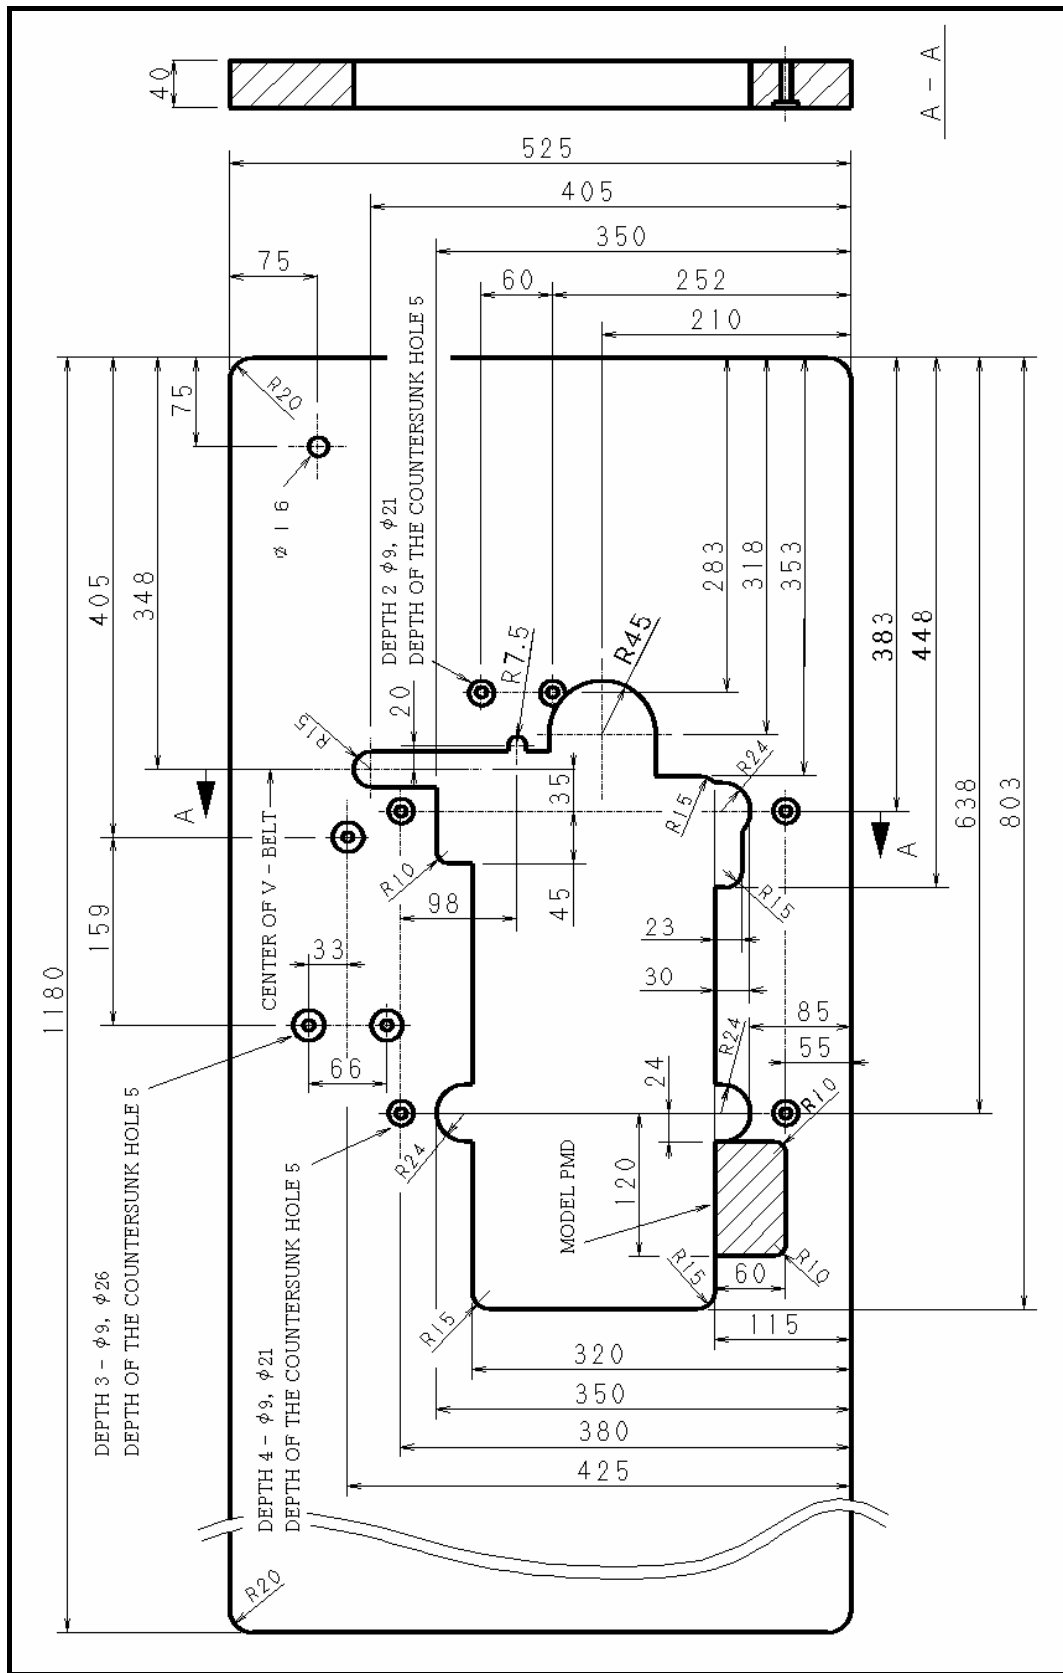 40
A - A
525
405
350
75
60
252
210
R20
75
ϕ16
DEPTH 2 ϕ9, ϕ21
DEPTH OF THE COUNTERSUNK HOLE 5
405
348
283
318
353
383
448
638
803
1180
R7.5
R45
20
R15
R24
A
35
R15
A
R10
45
R15
98
159
CENTER OF V - BELT
33
23
30
85
55
66
R24
24
R10
R24
120
MODEL PMD
R10
60
R15
R15
115
DEPTH 3 - ϕ9, ϕ26
DEPTH OF THE COUNTERSUNK HOLE 5
DEPTH 4 - ϕ9, ϕ21
DEPTH OF THE COUNTERSUNK HOLE 5
320
350
380
425
R20